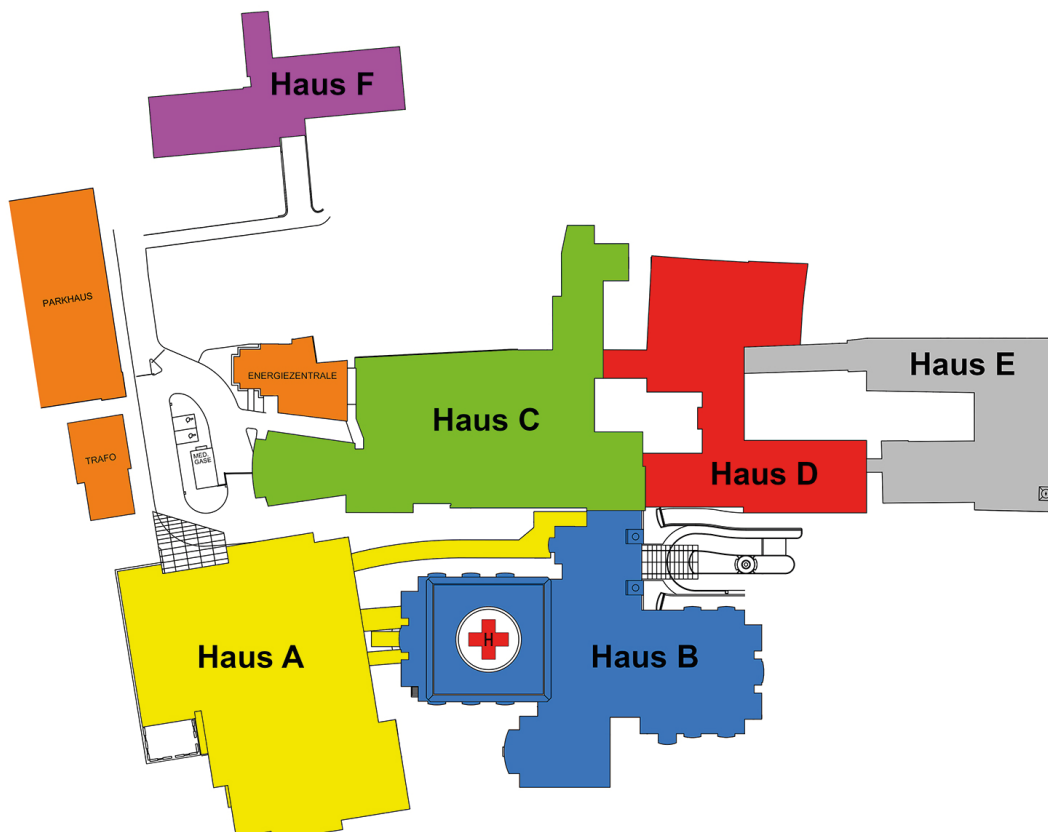 Haus F
PARKHAUS
ENERGIEZENTRALE
Haus E
Haus C
TRAFO
MED.
GASE
Haus D
H
Haus A
Haus B